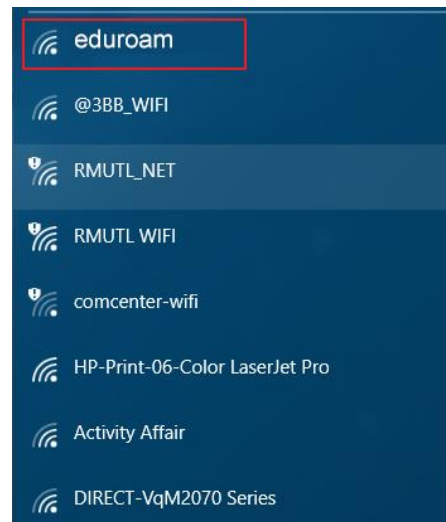 eduroam
@3BB_WIFI
RMUTL_NET
RMUTL WIFI
comcenter-wifi
HP-Print-06-Color LaserJet Pro
Activity Affair
DIRECT-VqM2070 Series